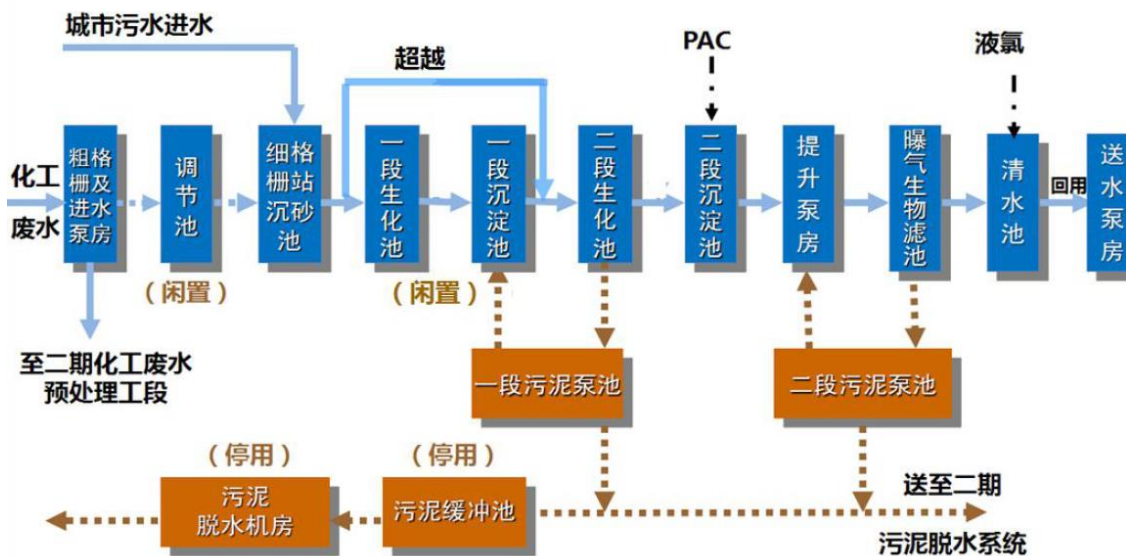 城市污水进水
超越
PAC
液氯
化工
废水
粗格
栅及
进水
泵房
调节池
细格
栅站
沉砂
池
一段生化池
一段沉淀池
二段生化池
二段沉淀池
提升泵房
曝气生物滤池
清水池
回用
送水泵房
（闲置）
（闲置）
至二期化工废水
预处理工段
一段污泥泵池
二段污泥泵池
（停用）
（停用）
污泥
脱水机房
污泥缓冲池
送至二期
污泥脱水系统